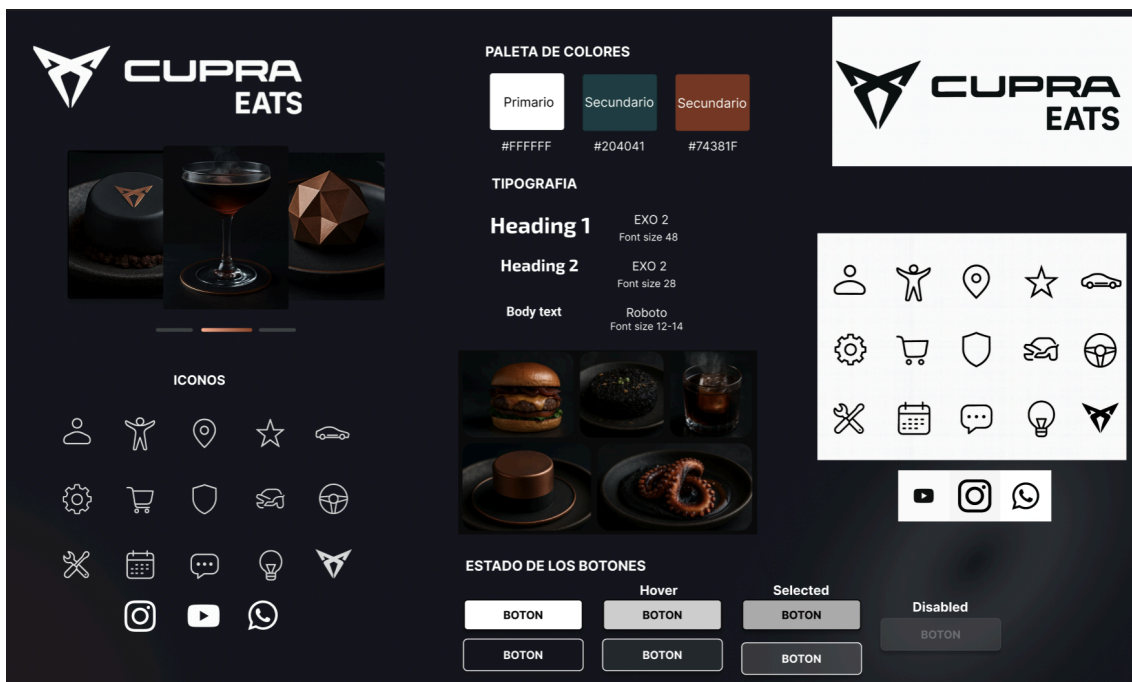 CUPRA
EATS
ICONOS
PALETA DE COLORES
Primario
Secundario
Secundario
#FFFFFF
#204041
#74381F
TIPOGRAFIA
Heading 1
EXO 2
Font size 48
Heading 2
EXO 2
Font size 28
Body text
Roboto
Font size 12-14
ESTADO DE LOS BOTONES
Hover
Selected
BOTON
BOTON
BOTON
Disabled
BOTON
BOTON
BOTON
BOTON
CUPRA
EATS